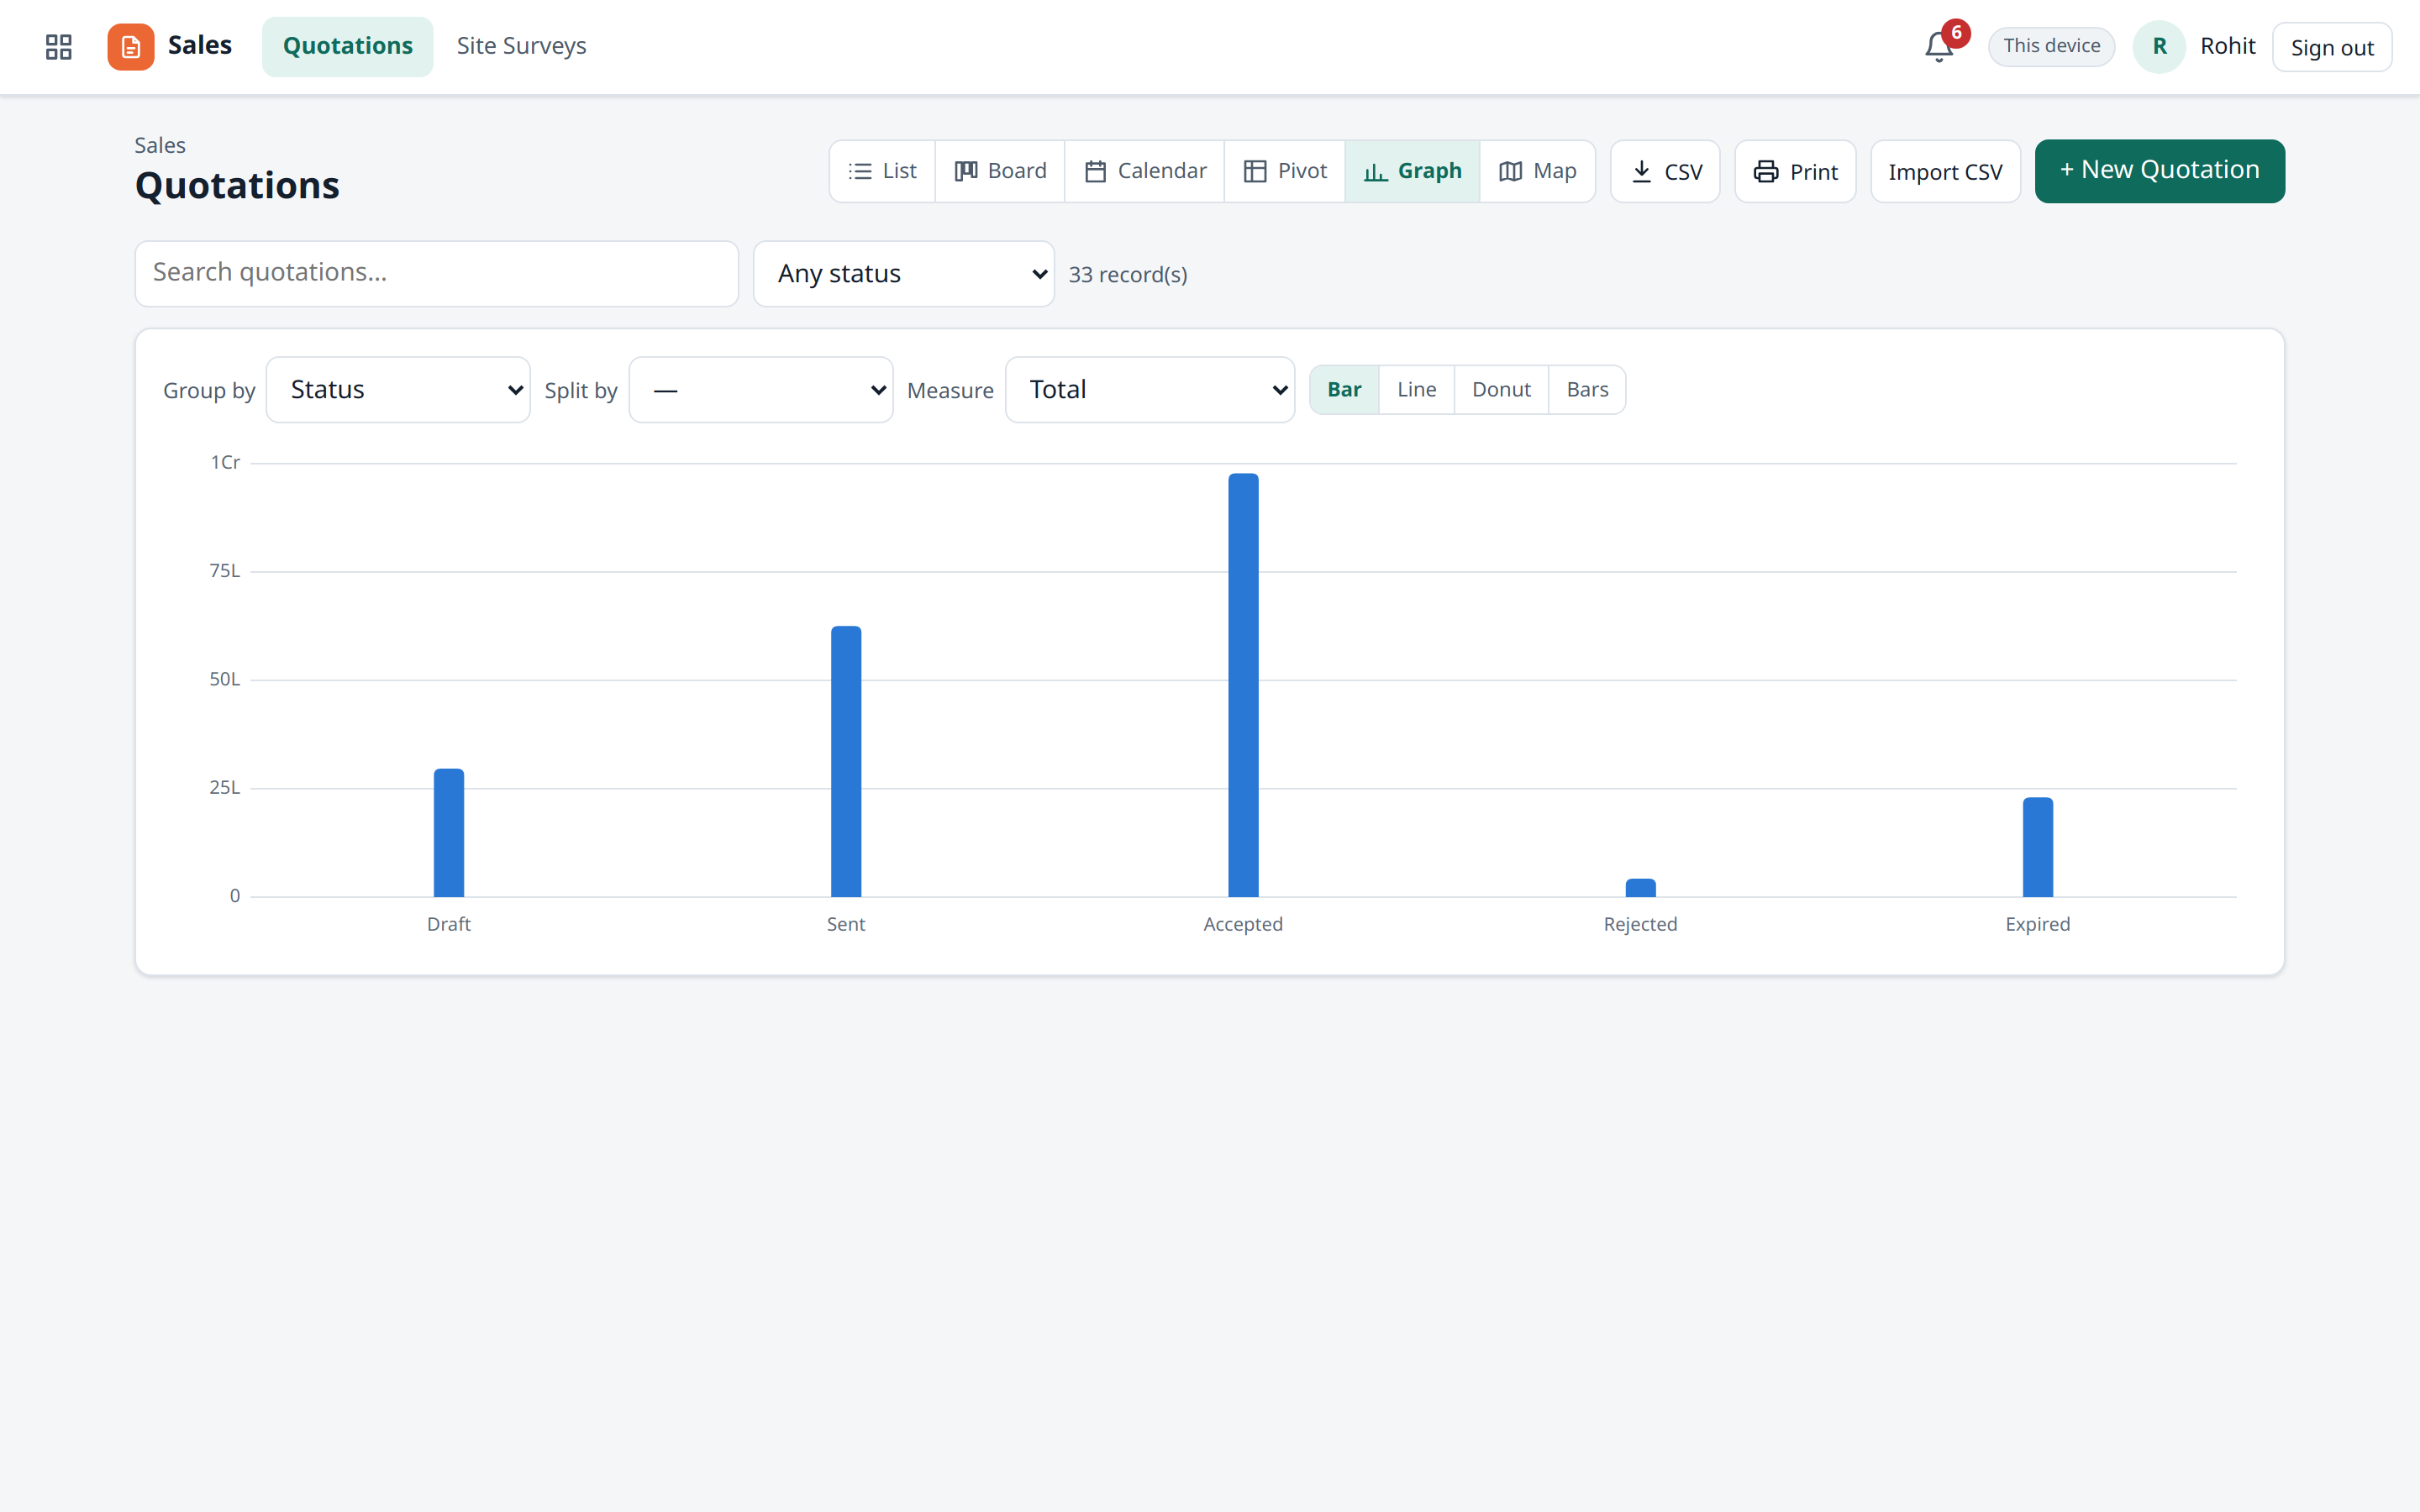 Sales Quotations Site Surveys 6 This device R Rohit Sign out
Sales
Quotations
List Board Calendar Pivot Graph Map CSV Print Import CSV + New Quotation
Search quotations... Any status 33 record(s)
Group by Status Split by — Measure Total Bar Line Donut Bars
1Cr
75L
50L
25L
0
Draft Sent Accepted Rejected Expired